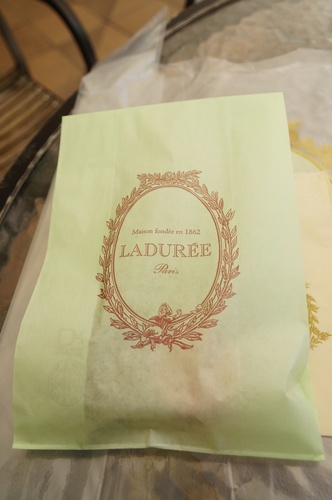 Maison fondée en 1862
LADURÉE
Paris